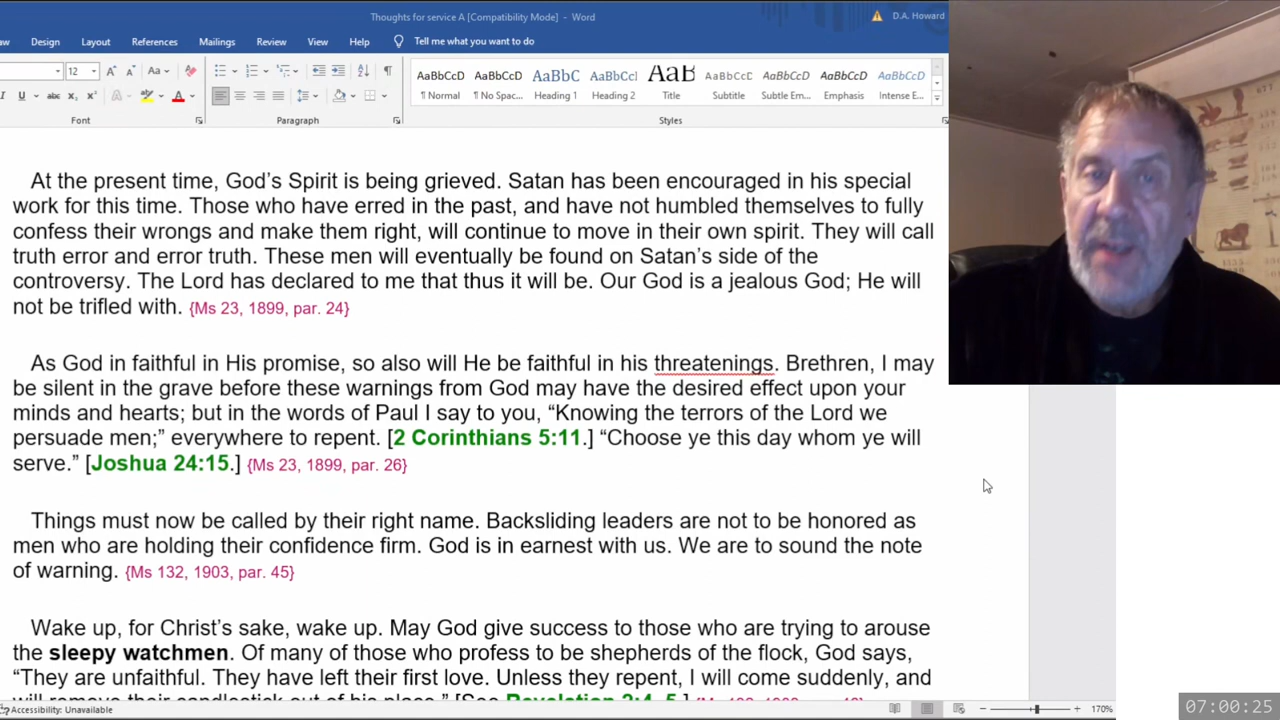 Thoughts for service A [Compatibility Mode] - Word
D.A. Howard
aw Design Layout References Mailings Review View Help Tell me what you want to do
12 Aa
AaBbCcD AaBbCcD AaBbC AaBbCcI AaB AaBbCcD AaBbCcD AaBbCcD AaBbCcD
¶ Normal ¶ No Spac... Heading 1 Heading 2 Title Subtitle Subtle Em... Emphasis Intense E...
Font Paragraph Styles
At the present time, God’s Spirit is being grieved. Satan has been encouraged in his special
work for this time. Those who have erred in the past, and have not humbled themselves to fully
confess their wrongs and make them right, will continue to move in their own spirit. They will call
truth error and error truth. These men will eventually be found on Satan’s side of the
controversy. The Lord has declared to me that thus it will be. Our God is a jealous God; He will
not be trifled with. {Ms 23, 1899, par. 24}
As God in faithful in His promise, so also will He be faithful in his threatenings. Brethren, I may
be silent in the grave before these warnings from God may have the desired effect upon your
minds and hearts; but in the words of Paul I say to you, “Knowing the terrors of the Lord we
persuade men;” everywhere to repent. [2 Corinthians 5:11.] “Choose ye this day whom ye will
serve.” [Joshua 24:15.] {Ms 23, 1899, par. 26}
Things must now be called by their right name. Backsliding leaders are not to be honored as
men who are holding their confidence firm. God is in earnest with us. We are to sound the note
of warning. {Ms 132, 1903, par. 45}
Wake up, for Christ’s sake, wake up. May God give success to those who are trying to arouse
the sleepy watchmen. Of many of those who profess to be shepherds of the flock, God says,
“They are unfaithful. They have left their first love. Unless they repent, I will come suddenly, and
will remove their candlestick out of his place.” [See Revelation 2:4, 5.]
Accessibility: Unavailable
170%
07:00:25